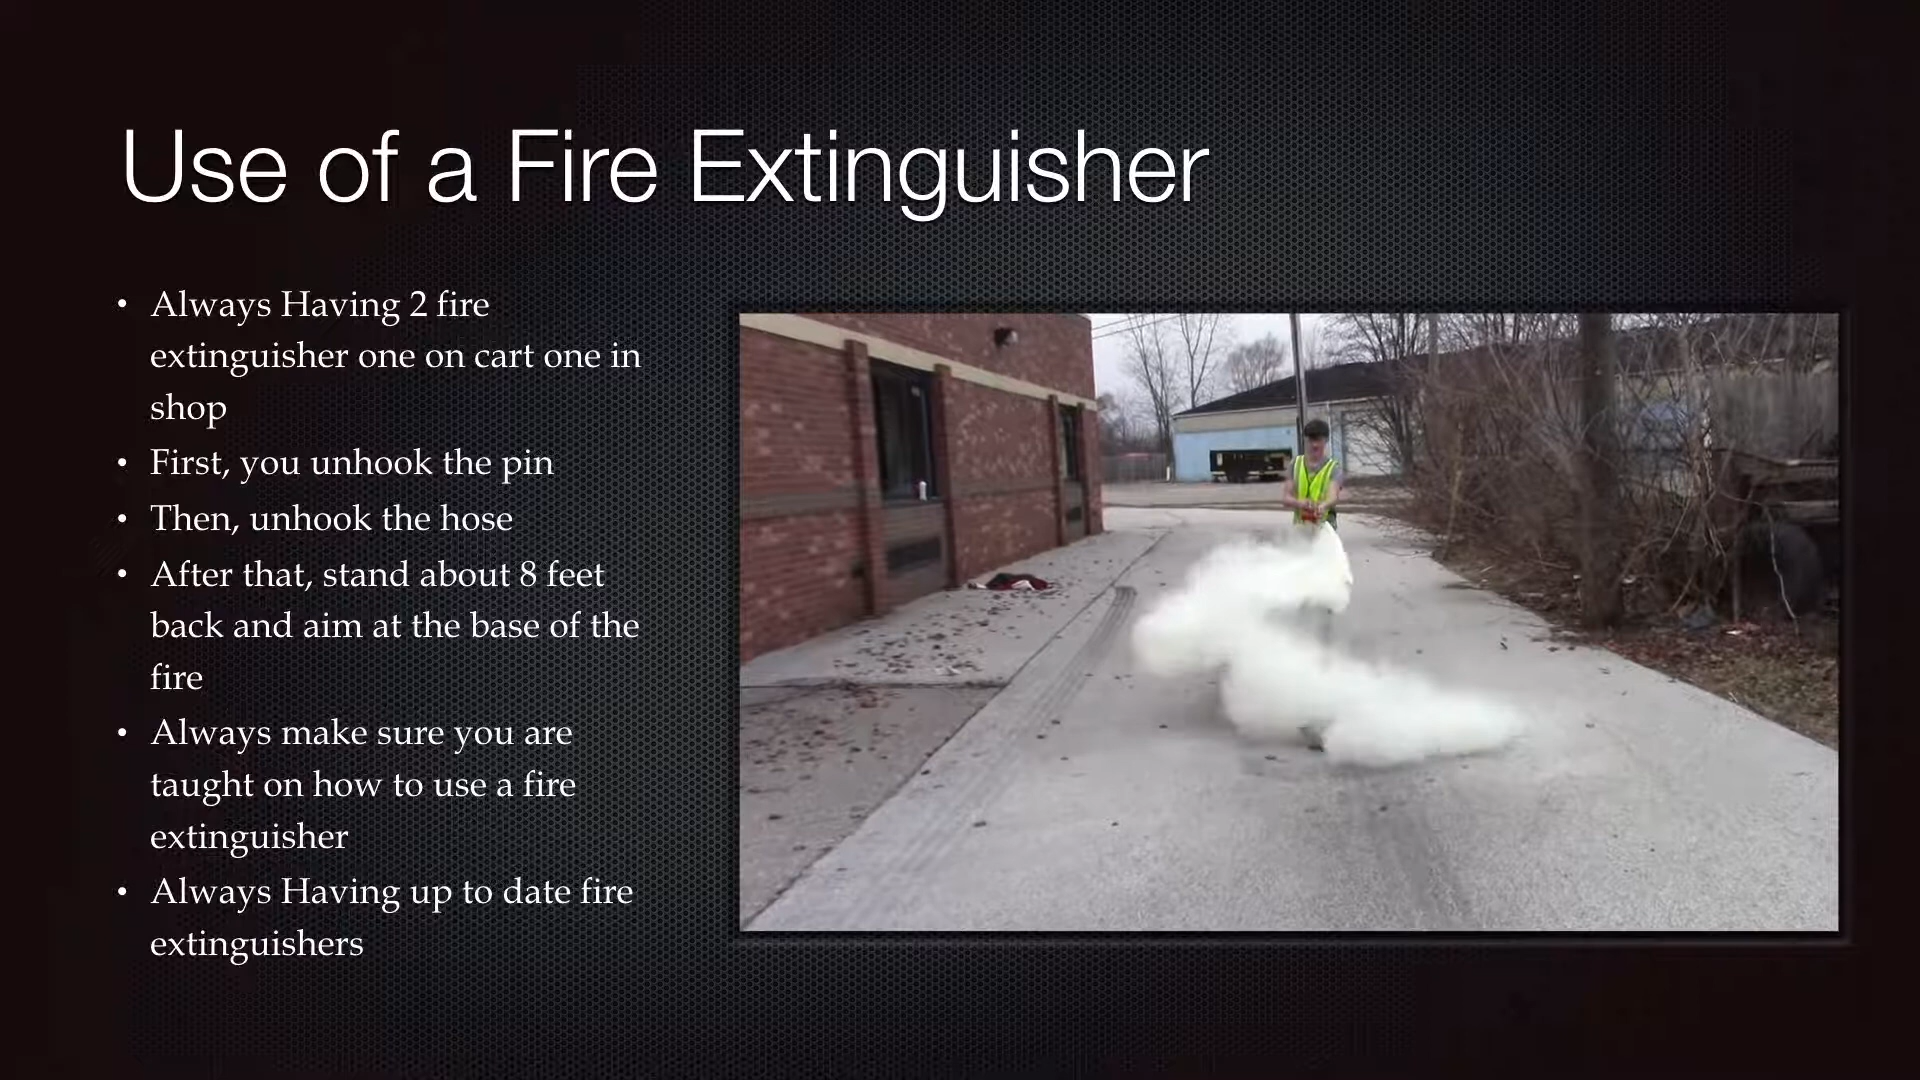 Use of a Fire Extinguisher
• Always Having 2 fire
extinguisher one on cart one in
shop
• First, you unhook the pin
• Then, unhook the hose
• After that, stand about 8 feet
back and aim at the base of the
fire
• Always make sure you are
taught on how to use a fire
extinguisher
• Always Having up to date fire
extinguishers